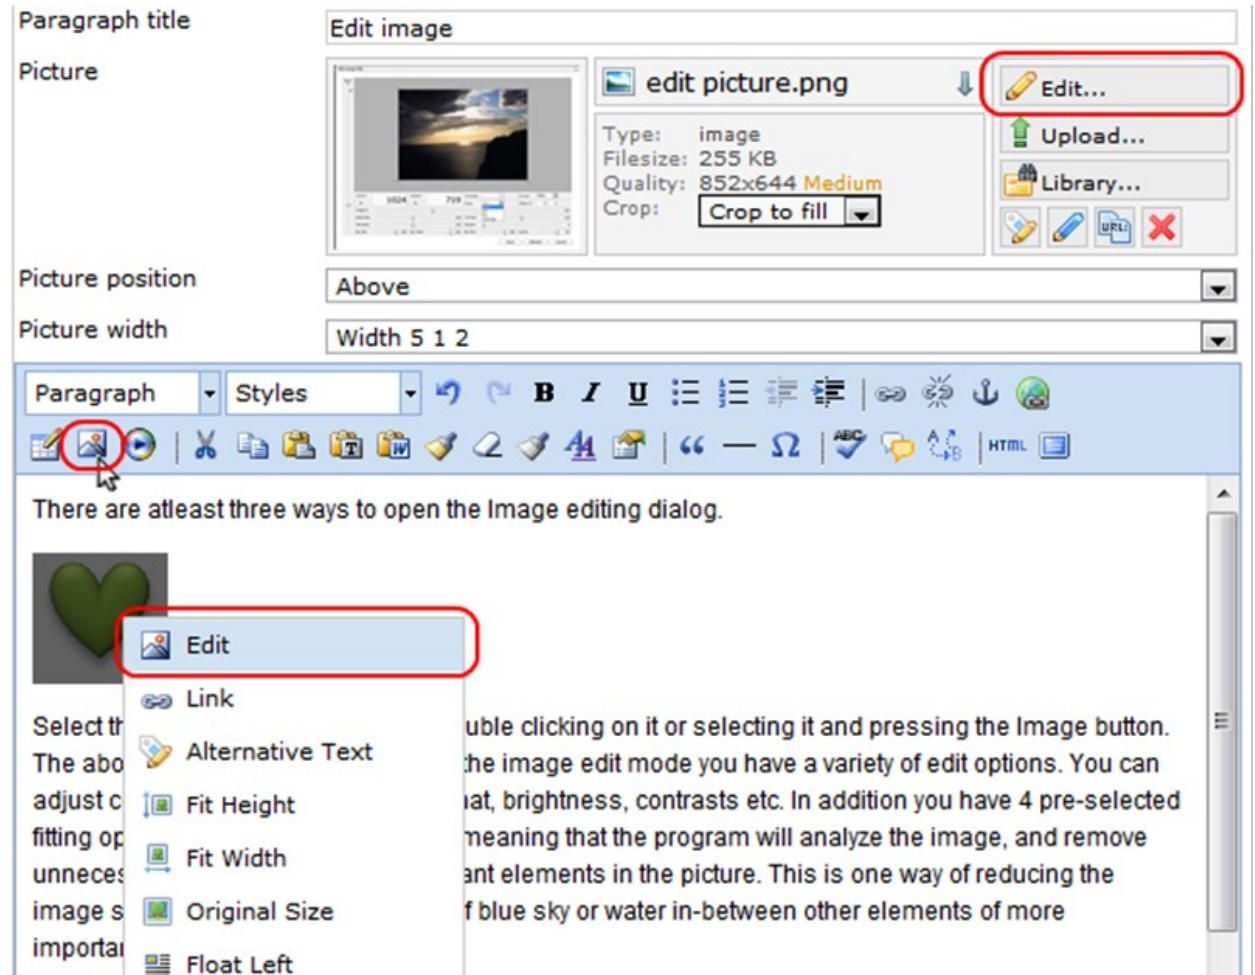 Paragraph title
Edit image
Picture
edit picture.png
Edit...
Type: image
Filesize: 255 KB
Quality: 852x644 Medium
Crop: Crop to fill
Upload...
Library...
URL:
Picture position
Above
Picture width
Width 5 1 2
Paragraph Styles B I U
ABC HTML
There are atleast three ways to open the Image editing dialog.
Edit
Link
Alternative Text
Fit Height
Fit Width
Original Size
Float Left
Select th uble clicking on it or selecting it and pressing the Image button.
The abo the image edit mode you have a variety of edit options. You can
adjust c at, brightness, contrasts etc. In addition you have 4 pre-selected
fitting op meaning that the program will analyze the image, and remove
unneces ant elements in the picture. This is one way of reducing the
image s f blue sky or water in-between other elements of more
importa